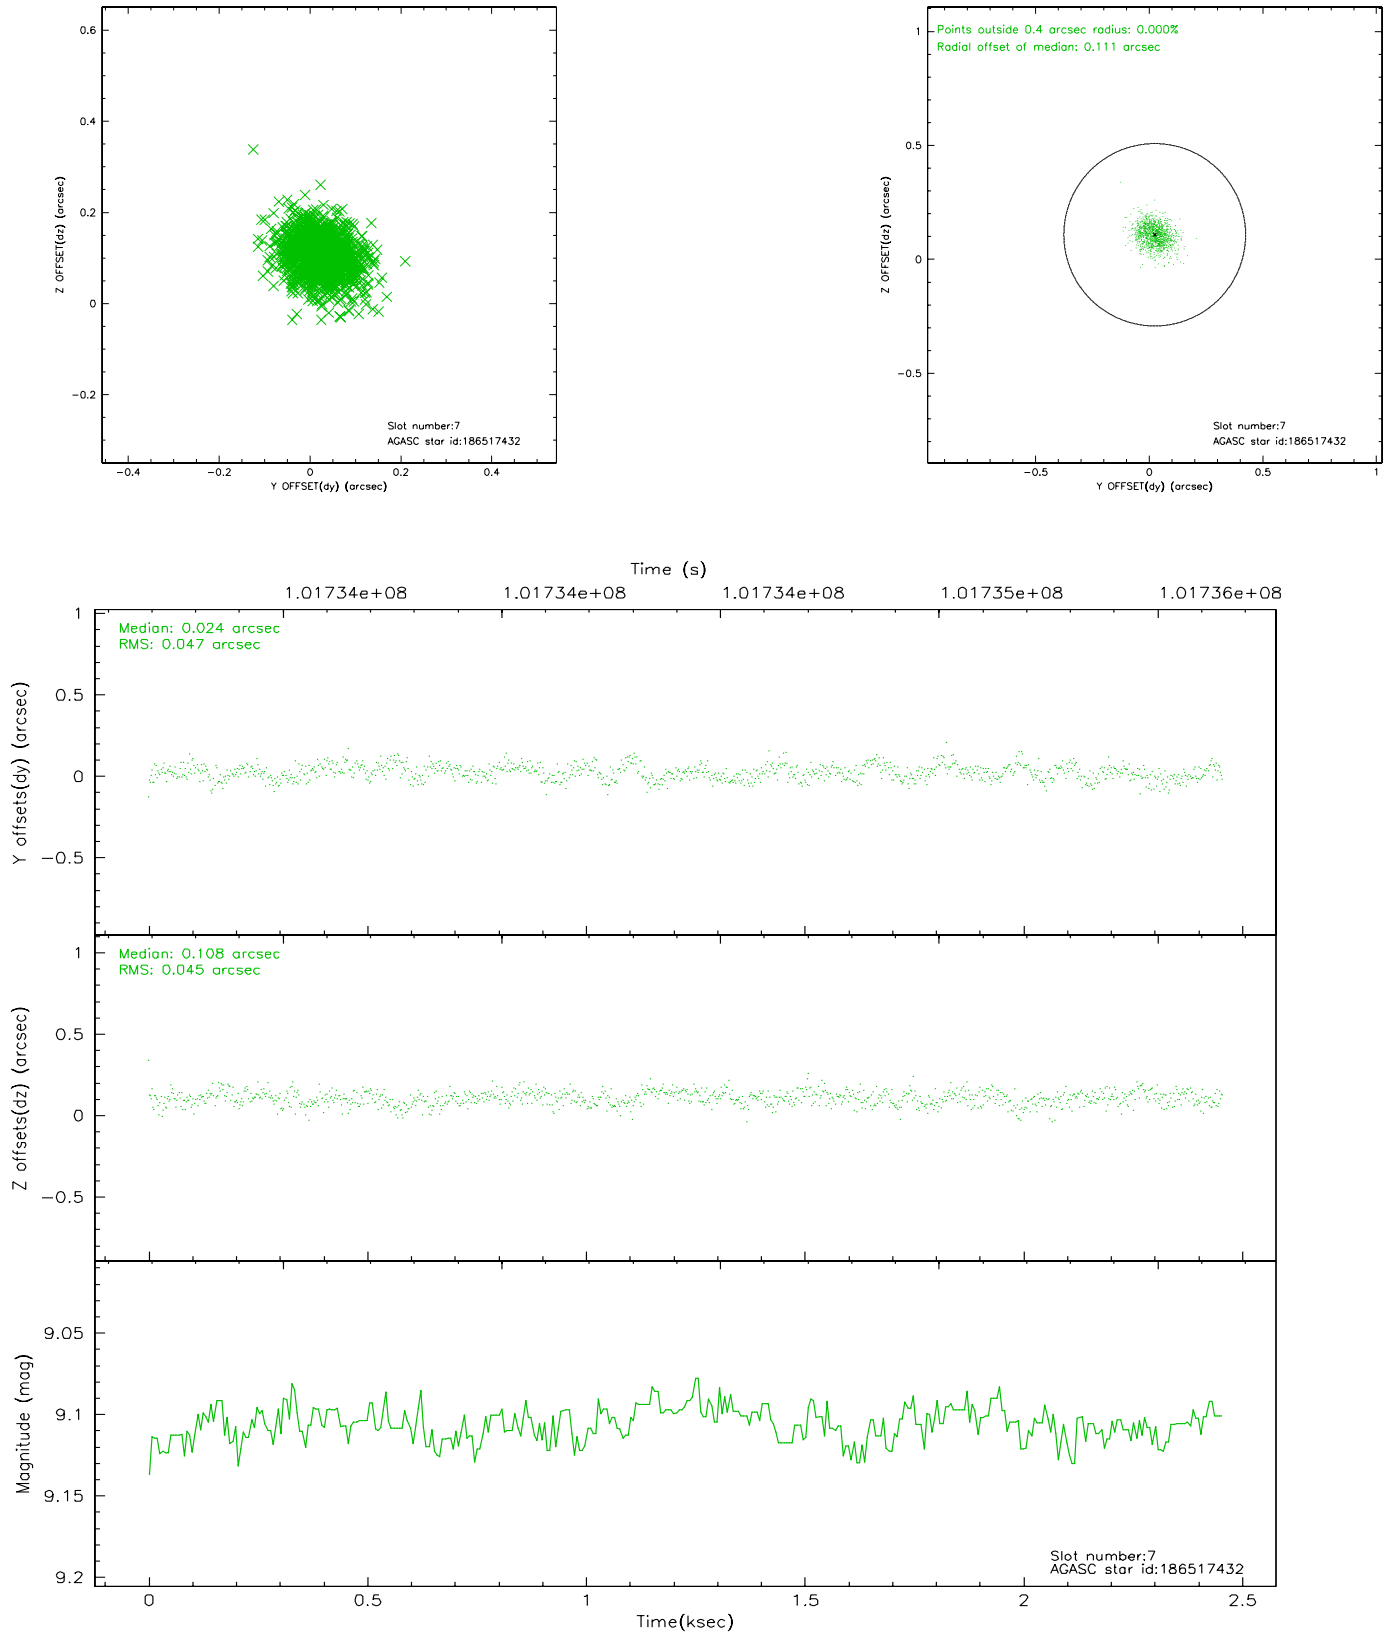 0.6
0.4
0.2
0
−0.2
Z OFFSET(dz) (arcsec)
Slot number:7
AGASC star id:186517432
−0.4 −0.2 0 0.2 0.4
Y OFFSET(dy) (arcsec)
Points outside 0.4 arcsec radius: 0.000%
Radial offset of median: 0.111 arcsec
1
0.5
0
−0.5
Z OFFSET(dz) (arcsec)
Slot number:7
AGASC star id:186517432
−0.5 0 0.5 1
Y OFFSET(dy) (arcsec)
Time (s)
1.01734e+08 1.01734e+08 1.01734e+08 1.01735e+08 1.01736e+08
Median: 0.024 arcsec
RMS: 0.047 arcsec
1
0.5
0
−0.5
Y offsets(dy) (arcsec)
Median: 0.108 arcsec
RMS: 0.045 arcsec
1
0.5
0
−0.5
Z offsets(dz) (arcsec)
9.05
9.1
9.15
9.2
Magnitude (mag)
Slot number:7
AGASC star id:186517432
0 0.5 1 1.5 2 2.5
Time(ksec)